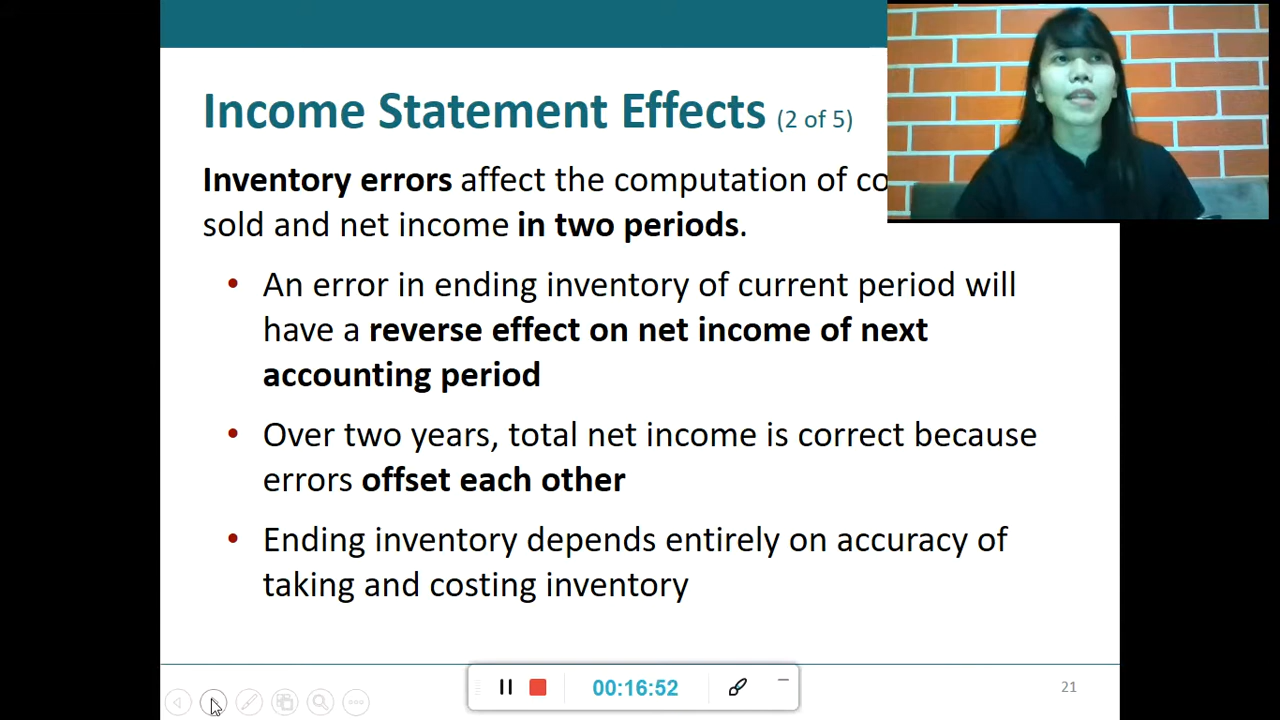 Income Statement Effects (2 of 5)
Inventory errors affect the computation of co
sold and net income in two periods.
• An error in ending inventory of current period will
have a reverse effect on net income of next
accounting period
• Over two years, total net income is correct because
errors offset each other
• Ending inventory depends entirely on accuracy of
taking and costing inventory
00:16:52
21